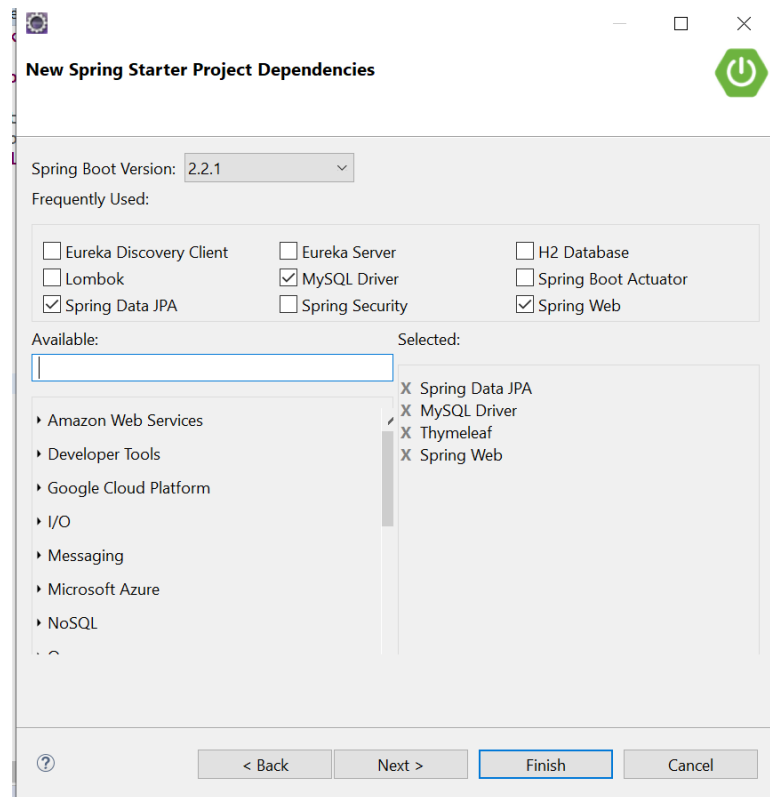 New Spring Starter Project Dependencies
Spring Boot Version: 2.2.1
Frequently Used:
Eureka Discovery Client Eureka Server H2 Database
Lombok MySQL Driver Spring Boot Actuator
Spring Data JPA Spring Security Spring Web
Available: Selected:
X Spring Data JPA
Amazon Web Services X MySQL Driver
X Thymeleaf
Developer Tools X Spring Web
Google Cloud Platform
I/O
Messaging
Microsoft Azure
NoSQL
? < Back Next > Finish Cancel